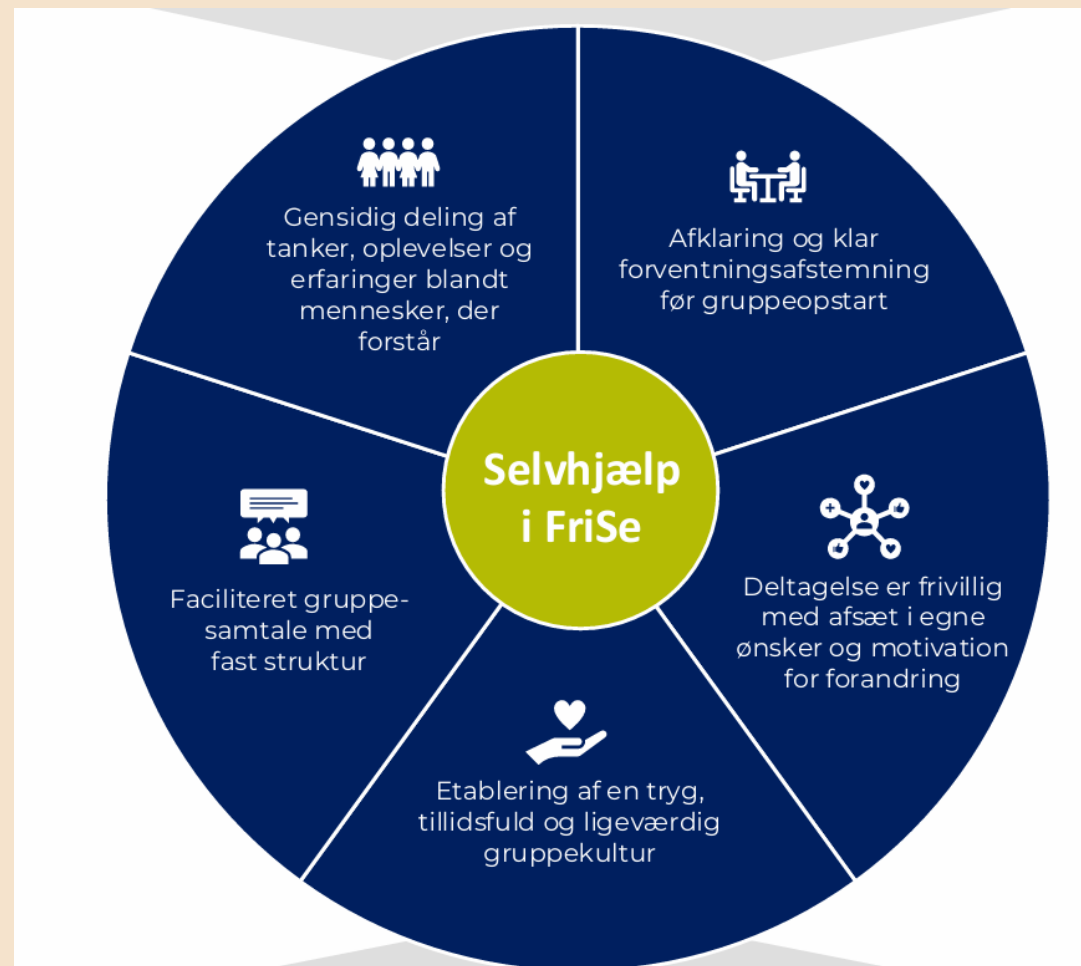 Gensidig deling af
tanker, oplevelser og
erfaringer blandt
mennesker, der
forstår
Afklaring og klar
forventningsafstemning
før gruppeopstart
Selvhjælp
i FriSe
Faciliteret gruppe-
samtale med
fast struktur
Deltagelse er frivillig
med afsæt i egne
ønsker og motivation
for forandring
Etablering af en tryg,
tillidsfuld og ligeværdig
gruppekultur